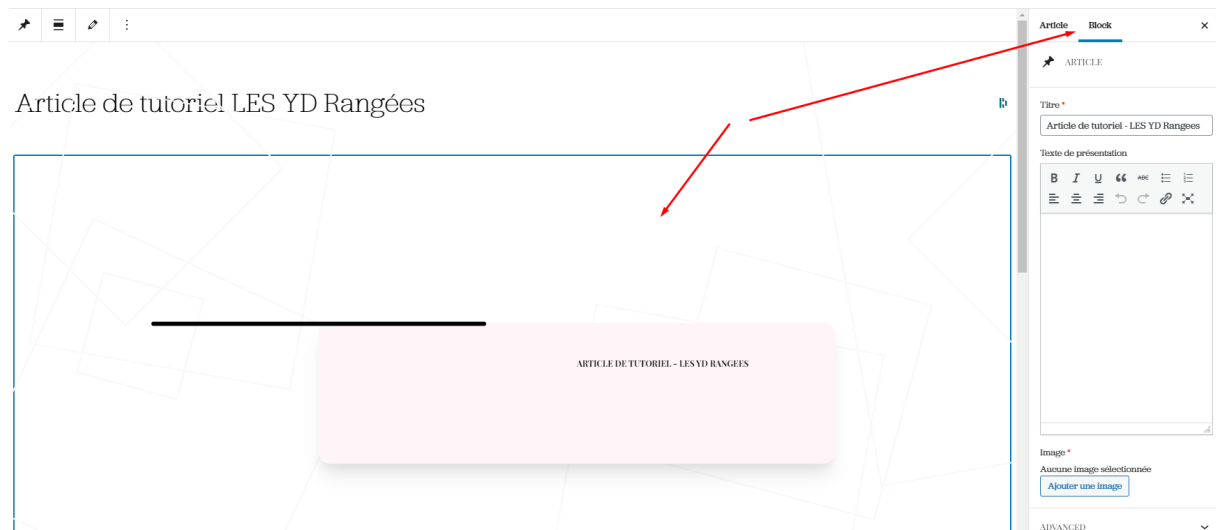 Article Block
ARTICLE
Article de tutoriel LES YD Rangées
Titre *
Article de tutoriel - LES YD Rangees
Texte de présentation
B I U ABC
ARTICLE DE TUTORIEL - LES YD RANGEES
Image *
Aucune image sélectionnée
Ajouter une image
ADVANCED